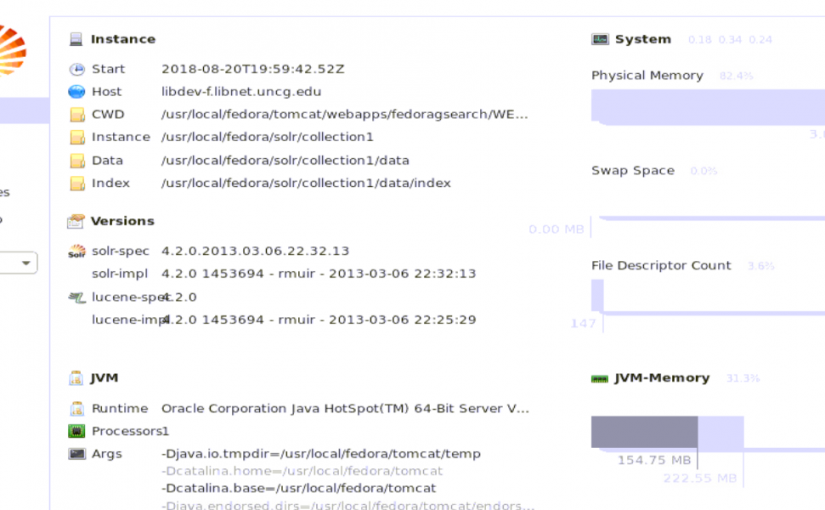 Instance
Start 2018-08-20T19:59:42.52Z
Host libdev-f.libnet.uncg.edu
CWD /usr/local/fedora/tomcat/webapps/fedoragsearch/WE...
Instance /usr/local/fedora/solr/collection1
Data /usr/local/fedora/solr/collection1/data
Index /usr/local/fedora/solr/collection1/data/index
Versions
solr-spec 4.2.0.2013.03.06.22.32.13
solr-impl 4.2.0 1453694 - rmuir - 2013-03-06 22:32:13
lucene-spec 4.2.0
lucene-impl 4.2.0 1453694 - rmuir - 2013-03-06 22:25:29
JVM
Runtime Oracle Corporation Java HotSpot(TM) 64-Bit Server V...
Processors 1
Args -Djava.io.tmpdir=/usr/local/fedora/tomcat/temp
-Dcatalina.home=/usr/local/fedora/tomcat
-Dcatalina.base=/usr/local/fedora/tomcat
-Djava.endorsed.dirs=/usr/local/fedora/tomcat/endors...
System 0.18 0.34 0.24
Physical Memory 82.4%
Swap Space 0.0%
0.00 MB
File Descriptor Count 3.6%
147
JVM-Memory 31.3%
154.75 MB
222.55 MB